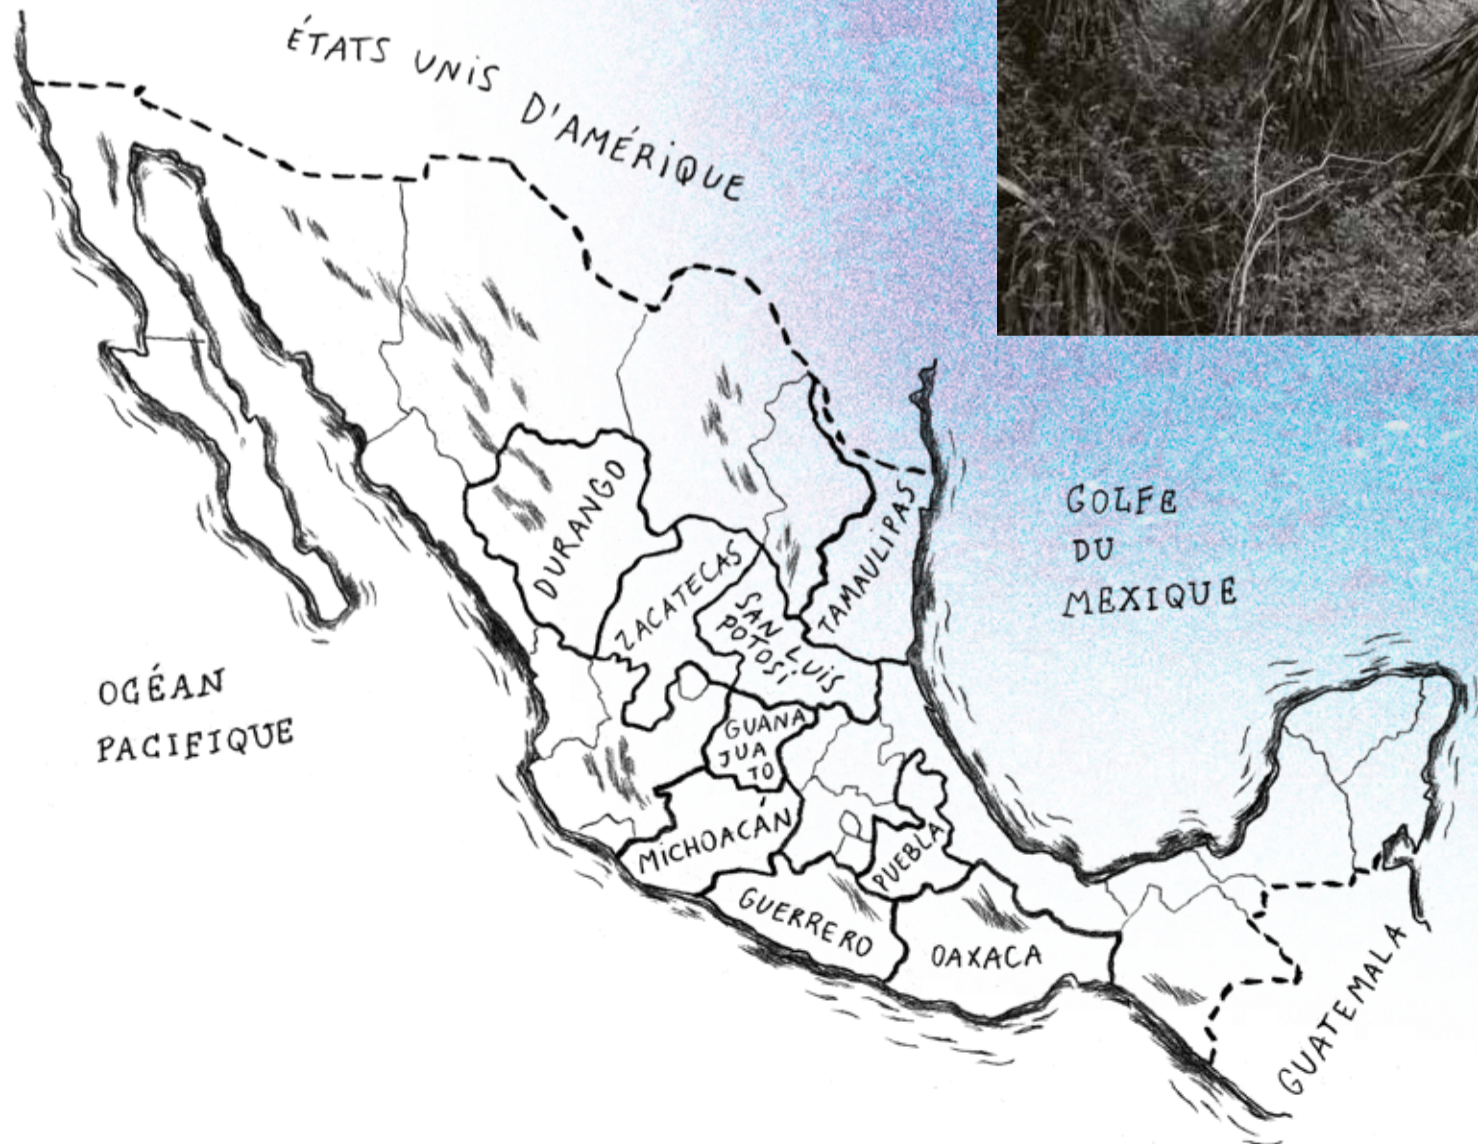 ÉTATS UNIS D'AMÉRIQUE
GOLFE
DU
MEXIQUE
OCÉAN
PACIFIQUE
DURANGO
ZACATECAS
SAN LUIS
POTOSÍ
TAMAULIPAS
GUANA
JUA
TO
MICHOACÁN
PUEBLA
GUERRERO
OAXACA
GUATEMALA